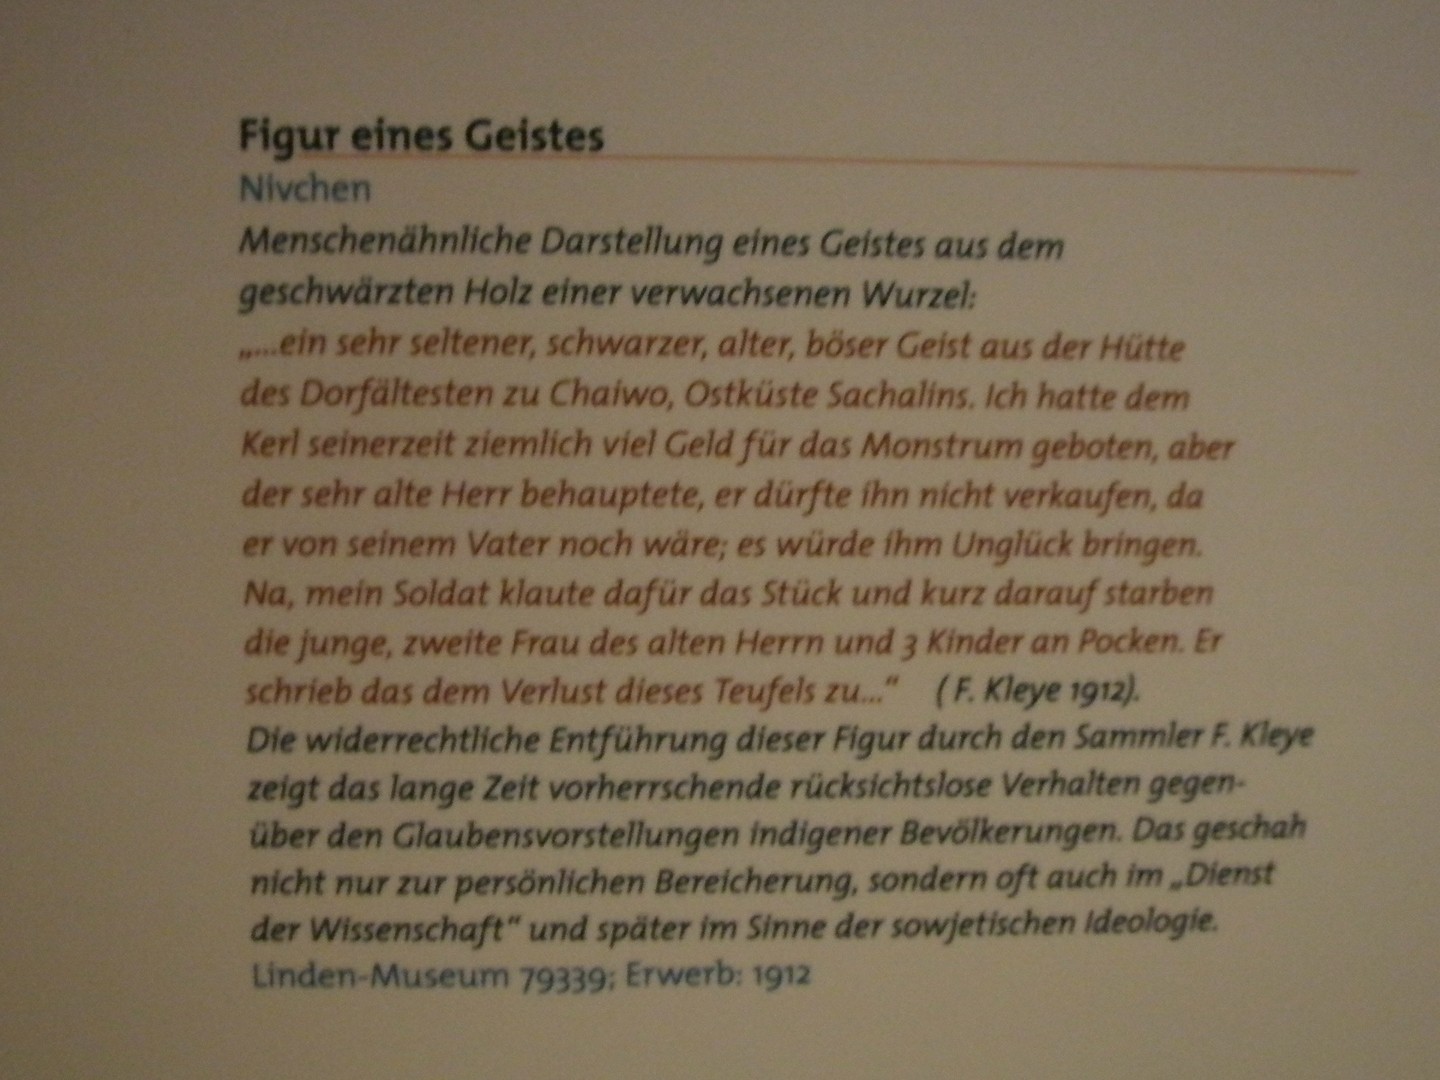 Figur eines Geistes
Nivchen
Menschenähnliche Darstellung eines Geistes aus dem
geschwärzten Holz einer verwachsenen Wurzel:
„...ein sehr seltener, schwarzer, alter, böser Geist aus der Hütte
des Dorfältesten zu Chaiwo, Ostküste Sachalins. Ich hatte dem
Kerl seinerzeit ziemlich viel Geld für das Monstrum geboten, aber
der sehr alte Herr behauptete, er dürfte ihn nicht verkaufen, da
er von seinem Vater noch wäre; es würde ihm Unglück bringen.
Na, mein Soldat klaute dafür das Stück und kurz darauf starben
die junge, zweite Frau des alten Herrn und 3 Kinder an Pocken. Er
schrieb das dem Verlust dieses Teufels zu...“ ( F. Kleye 1912).
Die widerrechtliche Entführung dieser Figur durch den Sammler F. Kleye
zeigt das lange Zeit vorherrschende rücksichtslose Verhalten gegen-
über den Glaubensvorstellungen indigener Bevölkerungen. Das geschah
nicht nur zur persönlichen Bereicherung, sondern oft auch im „Dienst
der Wissenschaft“ und später im Sinne der sowjetischen Ideologie.
Linden-Museum 79339; Erwerb: 1912